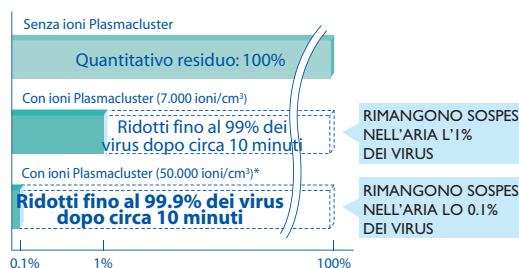 Senza ioni Plasmacluster
Quantitativo residuo: 100%
Con ioni Plasmacluster (7.000 ioni/cm³)
Ridotti fino al 99% dei
virus dopo circa 10 minuti
RIMANGONO SOSPES
NELL'ARIA L'1%
DEI VIRUS
Con ioni Plasmacluster (50.000 ioni/cm³)*
Ridotti fino al 99.9% dei virus
dopo circa 10 minuti
RIMANGONO SOSPES
NELL'ARIA LO 0.1%
DEI VIRUS
0.1% 1% 100%